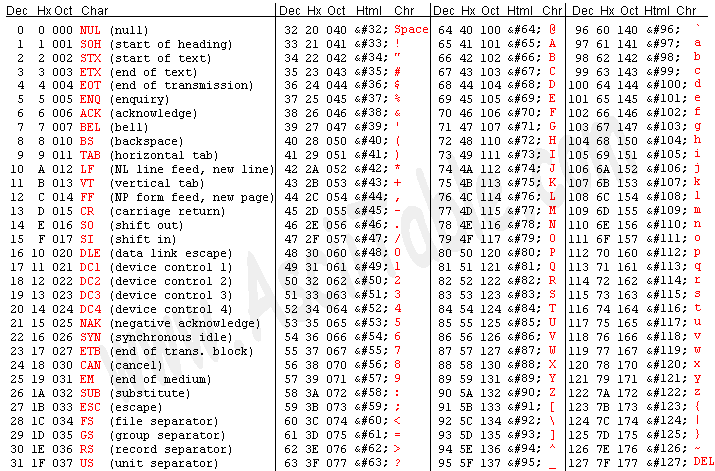 Dec Hx Oct Char Dec Hx Oct Html Chr Dec Hx Oct Html Chr Dec Hx Oct Html Chr
0 0 000 NUL (null) 32 20 040 &#32; Space 64 40 100 &#64; @ 96 60 140 &#96; `
1 1 001 SOH (start of heading) 33 21 041 &#33; ! 65 41 101 &#65; A 97 61 141 &#97; a
2 2 002 STX (start of text) 34 22 042 &#34; " 66 42 102 &#66; B 98 62 142 &#98; b
3 3 003 ETX (end of text) 35 23 043 &#35; # 67 43 103 &#67; C 99 63 143 &#99; c
4 4 004 EOT (end of transmission) 36 24 044 &#36; $ 68 44 104 &#68; D 100 64 144 &#100; d
5 5 005 ENQ (enquiry) 37 25 045 &#37; % 69 45 105 &#69; E 101 65 145 &#101; e
6 6 006 ACK (acknowledge) 38 26 046 &#38; & 70 46 106 &#70; F 102 66 146 &#102; f
7 7 007 BEL (bell) 39 27 047 &#39; ' 71 47 107 &#71; G 103 67 147 &#103; g
8 8 010 BS (backspace) 40 28 050 &#40; ( 72 48 110 &#72; H 104 68 150 &#104; h
9 9 011 TAB (horizontal tab) 41 29 051 &#41; ) 73 49 111 &#73; I 105 69 151 &#105; i
10 A 012 LF (NL line feed, new line) 42 2A 052 &#42; * 74 4A 112 &#74; J 106 6A 152 &#106; j
11 B 013 VT (vertical tab) 43 2B 053 &#43; + 75 4B 113 &#75; K 107 6B 153 &#107; k
12 C 014 FF (NP form feed, new page) 44 2C 054 &#44; , 76 4C 114 &#76; L 108 6C 154 &#108; l
13 D 015 CR (carriage return) 45 2D 055 &#45; - 77 4D 115 &#77; M 109 6D 155 &#109; m
14 E 016 SO (shift out) 46 2E 056 &#46; . 78 4E 116 &#78; N 110 6E 156 &#110; n
15 F 017 SI (shift in) 47 2F 057 &#47; / 79 4F 117 &#79; O 111 6F 157 &#111; o
16 10 020 DLE (data link escape) 48 30 060 &#48; 0 80 50 120 &#80; P 112 70 160 &#112; p
17 11 021 DC1 (device control 1) 49 31 061 &#49; 1 81 51 121 &#81; Q 113 71 161 &#113; q
18 12 022 DC2 (device control 2) 50 32 062 &#50; 2 82 52 122 &#82; R 114 72 162 &#114; r
19 13 023 DC3 (device control 3) 51 33 063 &#51; 3 83 53 123 &#83; S 115 73 163 &#115; s
20 14 024 DC4 (device control 4) 52 34 064 &#52; 4 84 54 124 &#84; T 116 74 164 &#116; t
21 15 025 NAK (negative acknowledge) 53 35 065 &#53; 5 85 55 125 &#85; U 117 75 165 &#117; u
22 16 026 SYN (synchronous idle) 54 36 066 &#54; 6 86 56 126 &#86; V 118 76 166 &#118; v
23 17 027 ETB (end of trans. block) 55 37 067 &#55; 7 87 57 127 &#87; W 119 77 167 &#119; w
24 18 030 CAN (cancel) 56 38 070 &#56; 8 88 58 130 &#88; X 120 78 170 &#120; x
25 19 031 EM (end of medium) 57 39 071 &#57; 9 89 59 131 &#89; Y 121 79 171 &#121; y
26 1A 032 SUB (substitute) 58 3A 072 &#58; : 90 5A 132 &#90; Z 122 7A 172 &#122; z
27 1B 033 ESC (escape) 59 3B 073 &#59; ; 91 5B 133 &#91; [ 123 7B 173 &#123; {
28 1C 034 FS (file separator) 60 3C 074 &#60; < 92 5C 134 &#92; \ 124 7C 174 &#124; |
29 1D 035 GS (group separator) 61 3D 075 &#61; = 93 5D 135 &#93; ] 125 7D 175 &#125; }
30 1E 036 RS (record separator) 62 3E 076 &#62; > 94 5E 136 &#94; ^ 126 7E 176 &#126; ~
31 1F 037 US (unit separator) 63 3F 077 &#63; ? 95 5F 137 &#95; _ 127 7F 177 &#127; DEL